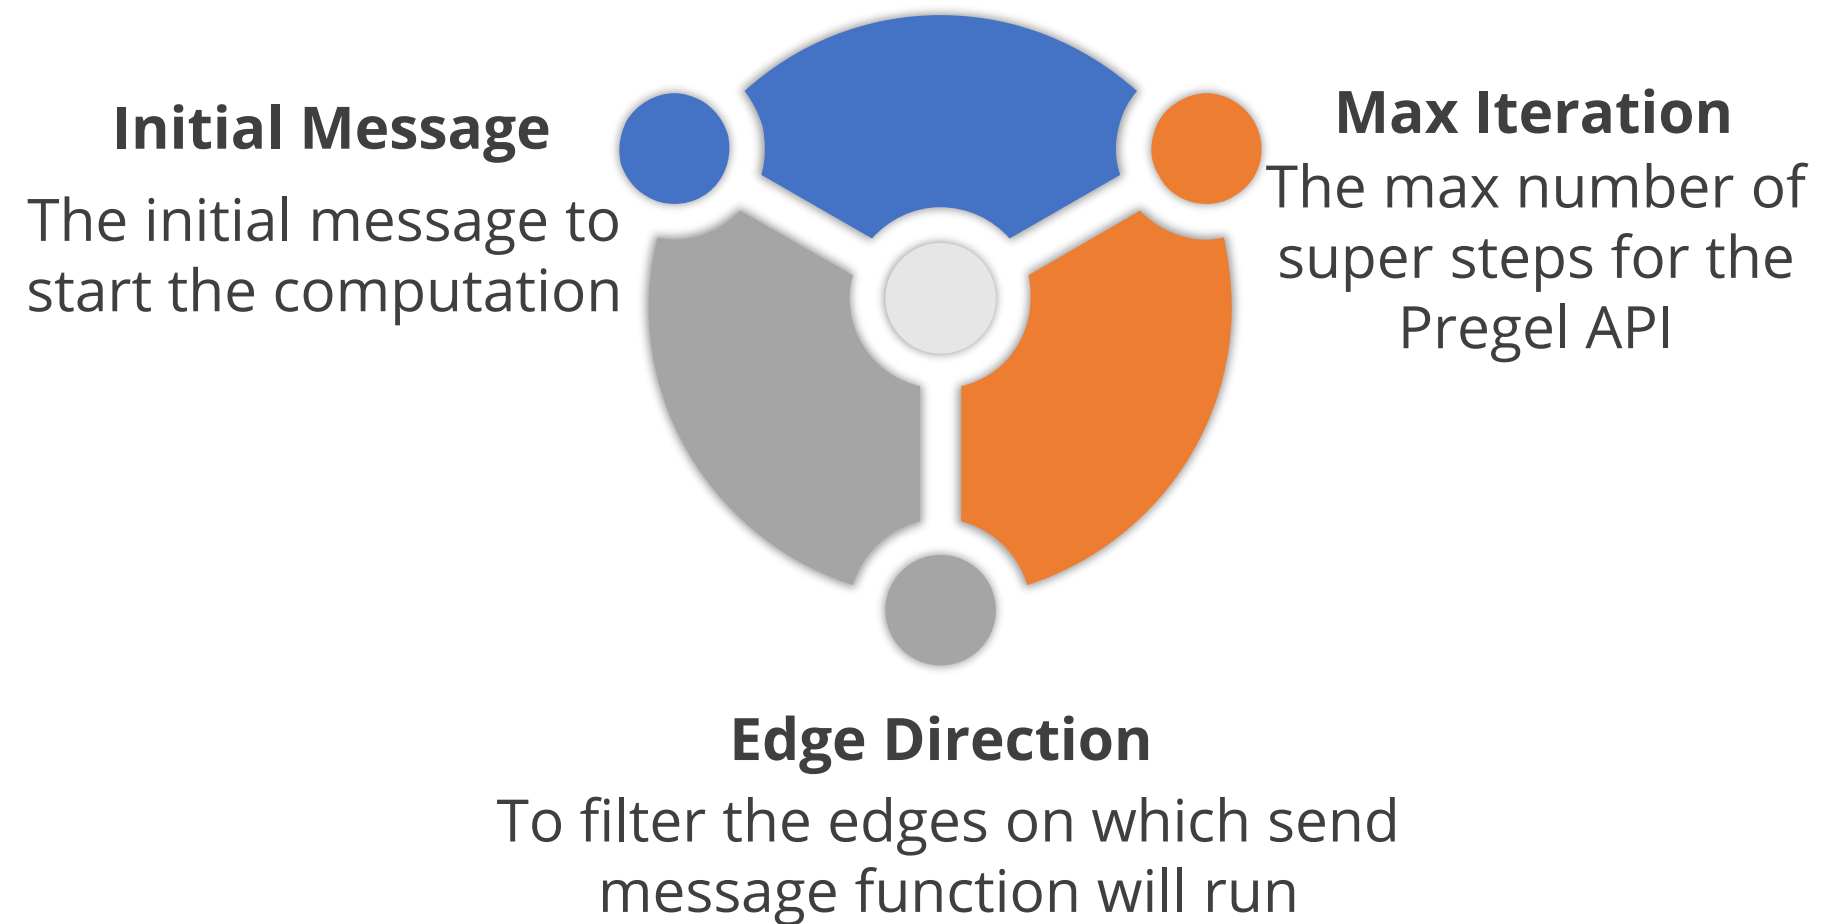 Initial Message
The initial message to
start the computation
Max Iteration
The max number of
super steps for the
Pregel API
Edge Direction
To filter the edges on which send
message function will run